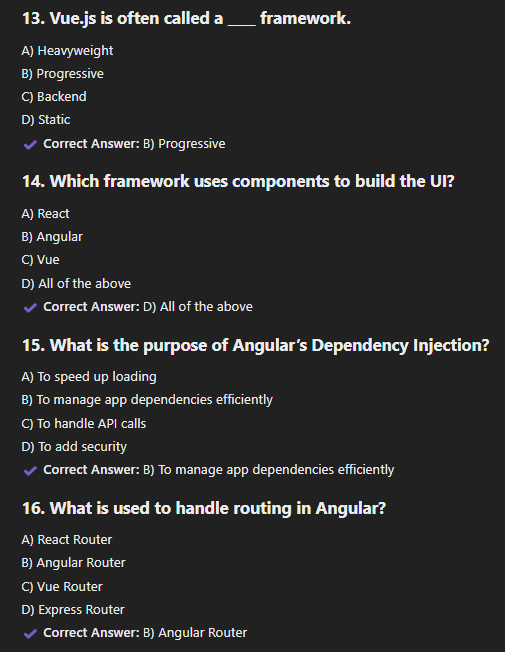 13. Vue.js is often called a ____ framework.
A) Heavyweight
B) Progressive
C) Backend
D) Static
✔ Correct Answer: B) Progressive
14. Which framework uses components to build the UI?
A) React
B) Angular
C) Vue
D) All of the above
✔ Correct Answer: D) All of the above
15. What is the purpose of Angular’s Dependency Injection?
A) To speed up loading
B) To manage app dependencies efficiently
C) To handle API calls
D) To add security
✔ Correct Answer: B) To manage app dependencies efficiently
16. What is used to handle routing in Angular?
A) React Router
B) Angular Router
C) Vue Router
D) Express Router
✔ Correct Answer: B) Angular Router